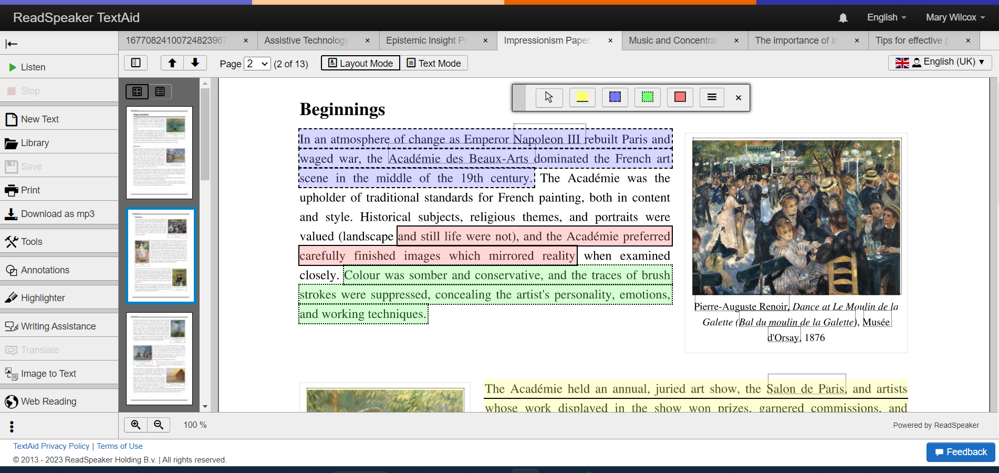 ReadSpeaker TextAid
English
Mary Wilcox
16770824100724823967
Assistive Technology
Epistemic Insight Pr
Impressionism Paper.
Music and Concentrat
The importance of in
Tips for effective p
Listen
Stop
New Text
Library
Save
Print
Download as mp3
Tools
Annotations
Highlighter
Writing Assistance
Translate
Image to Text
Web Reading
Page 2 (2 of 13)
Layout Mode
Text Mode
English (UK)
Beginnings
In an atmosphere of change as Emperor Napoleon III rebuilt Paris and
waged war, the Académie des Beaux-Arts dominated the French art
scene in the middle of the 19th century. The Académie was the
upholder of traditional standards for French painting, both in content
and style. Historical subjects, religious themes, and portraits were
valued (landscape and still life were not), and the Académie preferred
carefully finished images which mirrored reality when examined
closely. Colour was somber and conservative, and the traces of brush
strokes were suppressed, concealing the artist's personality, emotions,
and working techniques.
Pierre-Auguste Renoir, Dance at Le Moulin de la
Galette (Bal du moulin de la Galette), Musée
d'Orsay, 1876
The Académie held an annual, juried art show, the Salon de Paris, and artists
whose work displayed in the show won prizes, garnered commissions, and
100 %
Powered by ReadSpeaker
TextAid Privacy Policy | Terms of Use
© 2013 - 2023 ReadSpeaker Holding B.v. | All rights reserved.
Feedback